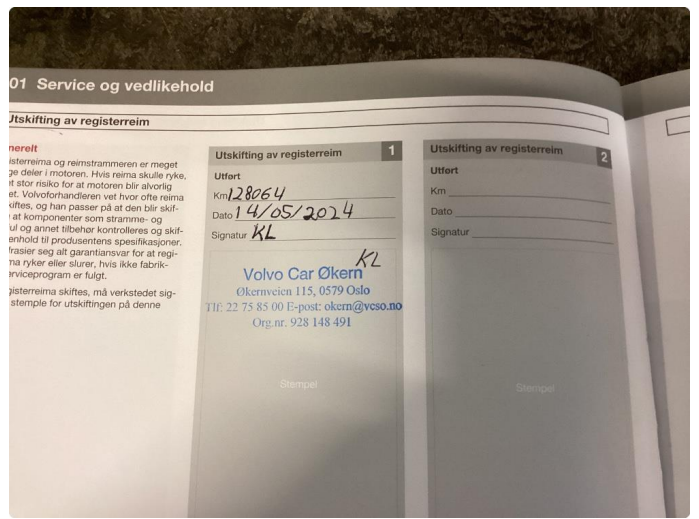 01 Service og vedlikehold
Utskifting av registerreim
nerelt
isterreima og reimstrammeren er meget
ge deler i motoren. Hvis reima skulle ryke,
t stor risiko for at motoren blir alvorlig
et. Volvoforhandleren vet hvor ofte reima
kiftes, og han passer på at den blir skif-
at komponenter som stramme- og
ul og annet tilbehør kontrolleres og skif-
enhold til produsentens spesifikasjoner.
frasier seg alt garantiansvar for at regi-
ma ryker eller slurer, hvis ikke fabrik-
erviceprogram er fulgt.
gisterreima skiftes, må verkstedet sig-
stemple for utskiftingen på denne
Utskifting av registerreim 1
Utført
Km 128064
Dato 14/05/2024
Signatur KL
KL
Volvo Car Økern
Økernveien 115, 0579 Oslo
Tlf: 22 75 85 00 E-post: okern@vcso.no
Org.nr. 928 148 491
Stempel
Utskifting av registerreim 2
Utført
Km
Dato
Signatur
Stempel